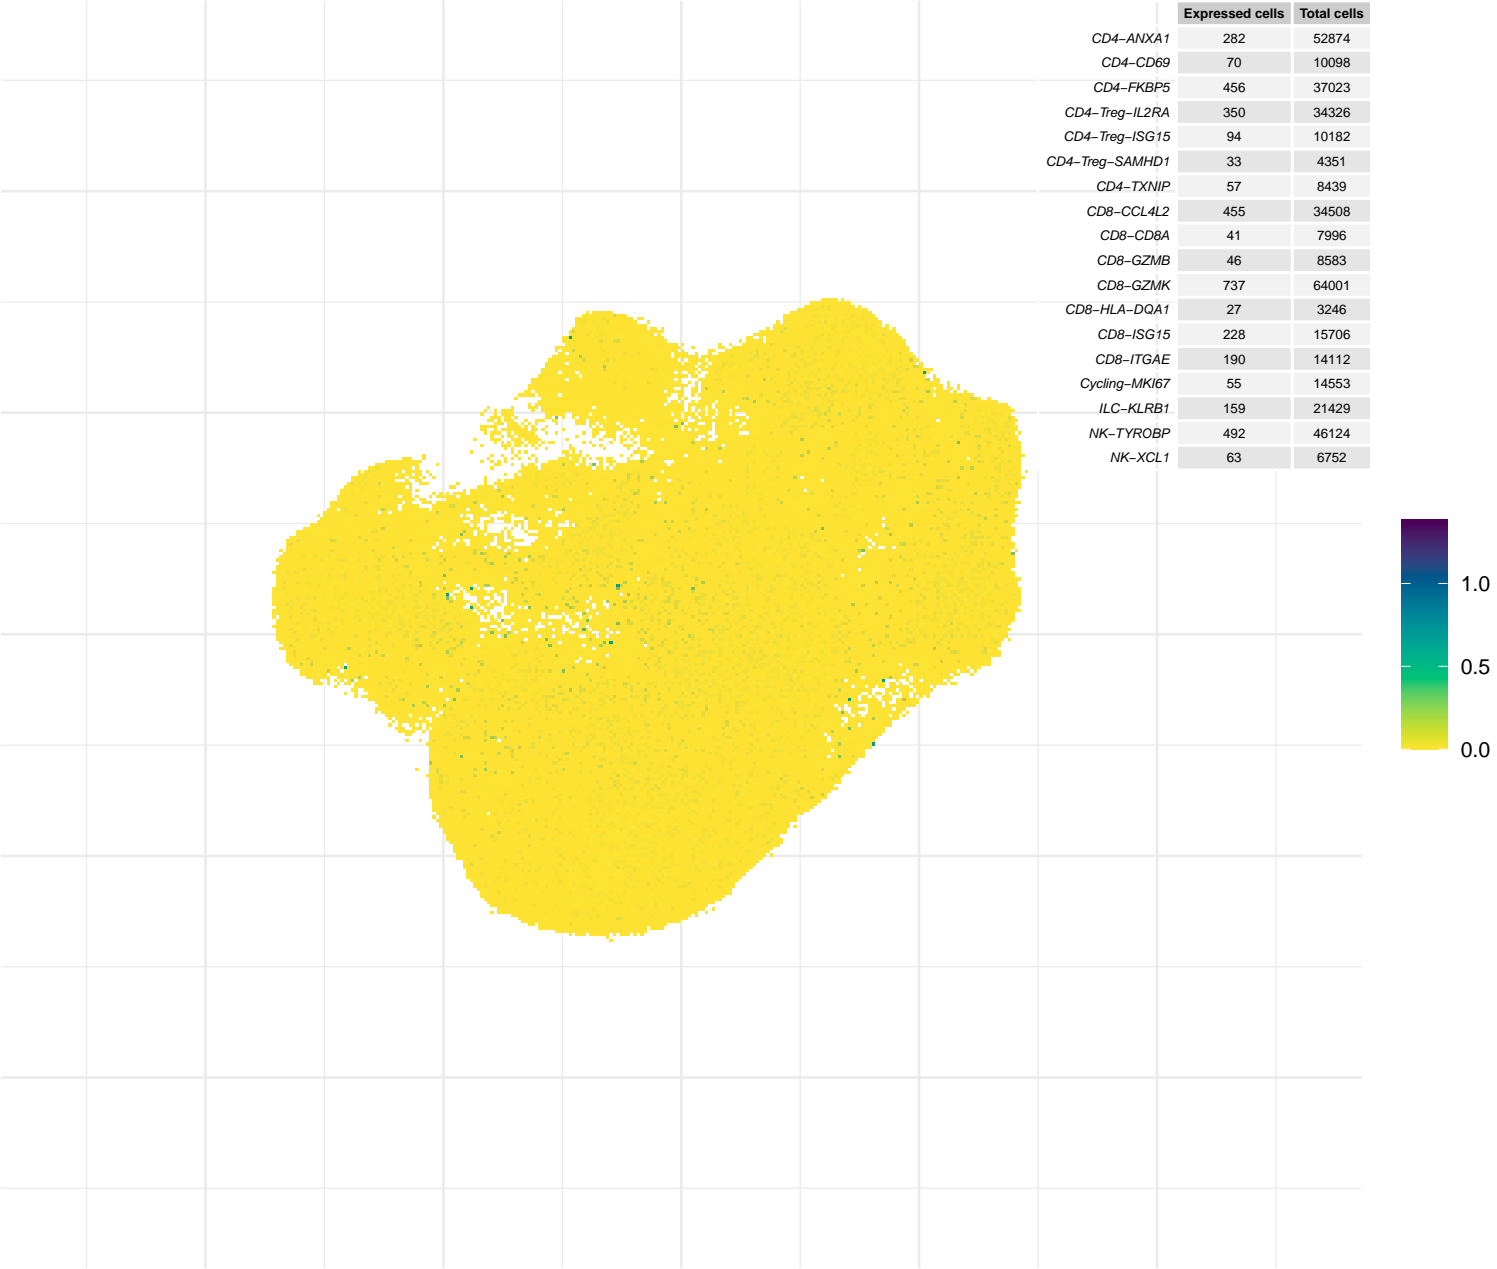 Expressed cells Total cells
CD4−ANXA1 282 52874
CD4−CD69 70 10098
CD4−FKBP5 456 37023
CD4−Treg−IL2RA 350 34326
CD4−Treg−ISG15 94 10182
CD4−Treg−SAMHD1 33 4351
CD4−TXNIP 57 8439
CD8−CCL4L2 455 34508
CD8−CD8A 41 7996
CD8−GZMB 46 8583
CD8−GZMK 737 64001
CD8−HLA−DQA1 27 3246
CD8−ISG15 228 15706
CD8−ITGAE 190 14112
Cycling−MKI67 55 14553
ILC−KLRB1 159 21429
NK−TYROBP 492 46124
NK−XCL1 63 6752
1.0
0.5
0.0